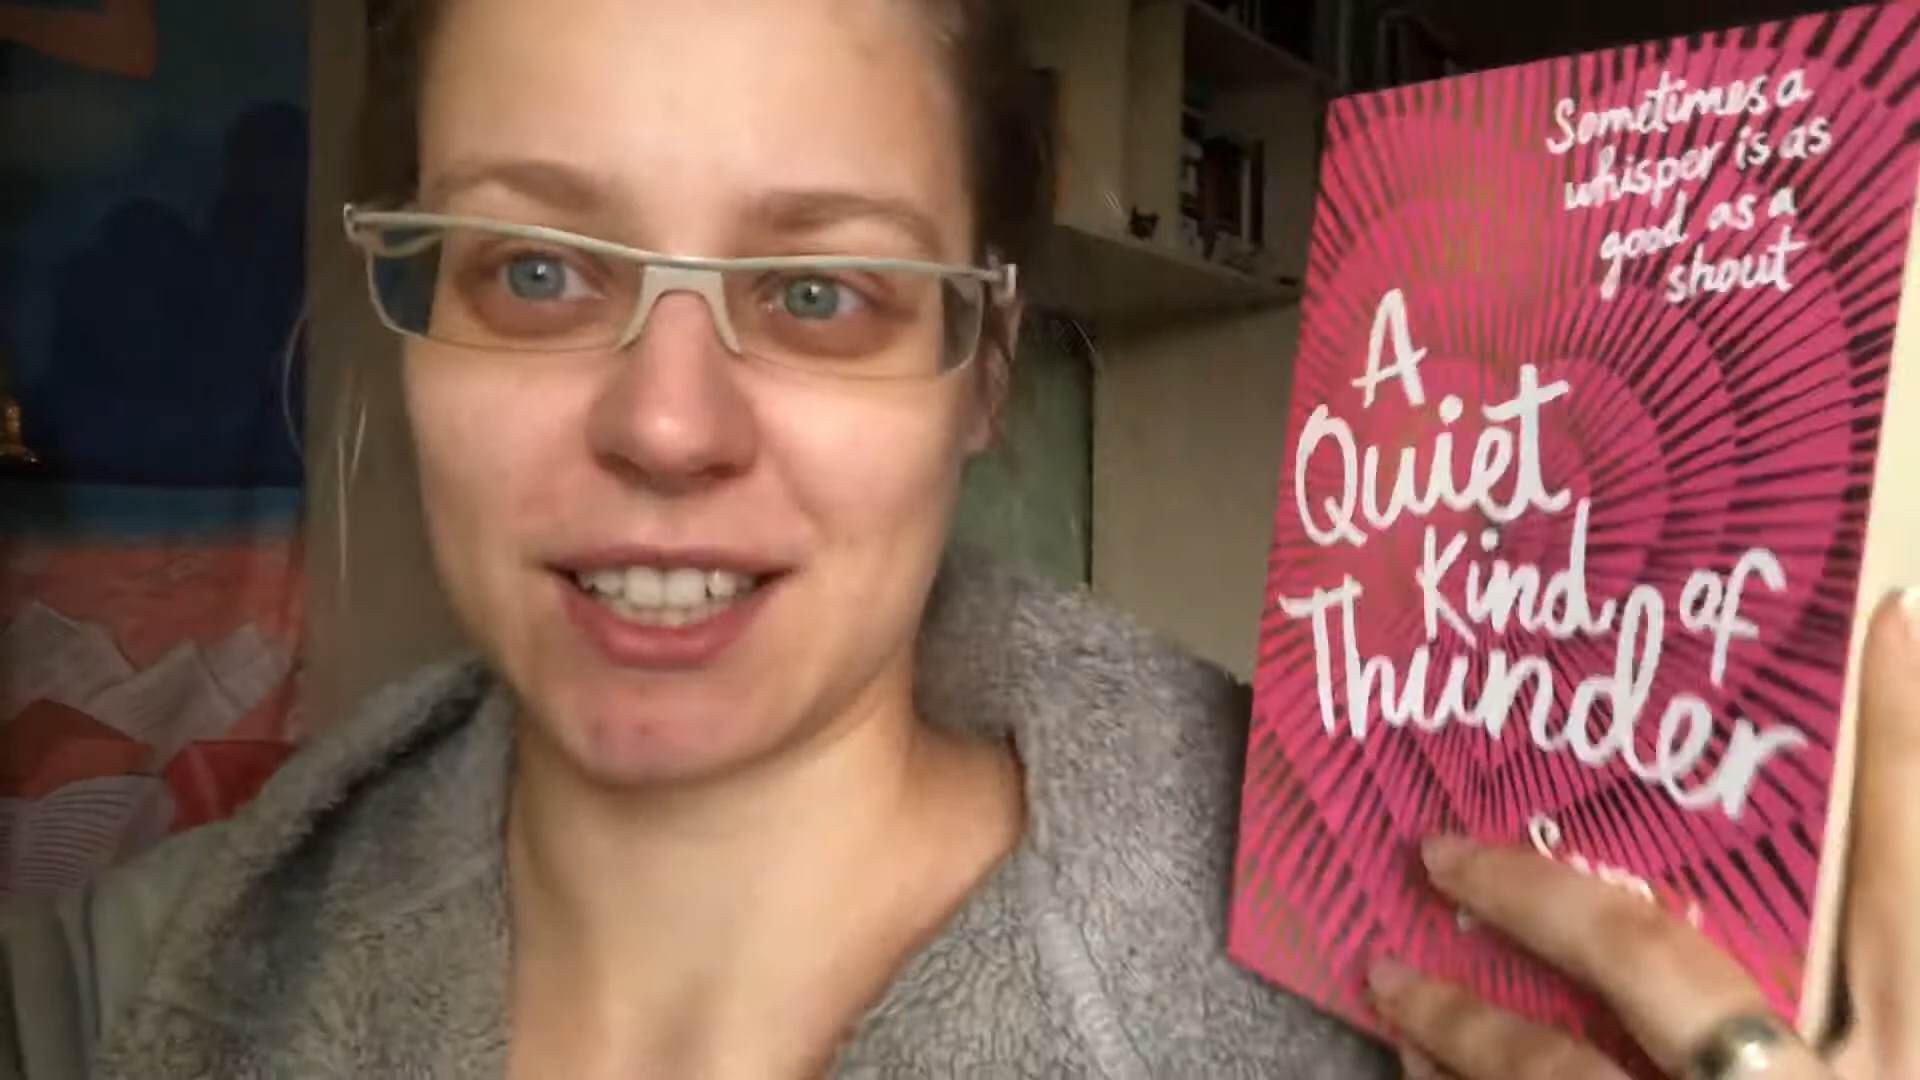 Sometimes a
whisper is as
good as a
shout
A
Quiet
Kind of
Thunder